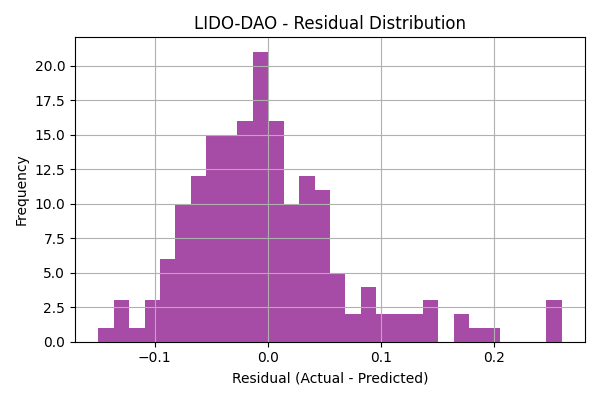 LIDO-DAO - Residual Distribution
Frequency
20.0
17.5
15.0
12.5
10.0
7.5
5.0
2.5
0.0
−0.1 0.0 0.1 0.2
Residual (Actual - Predicted)